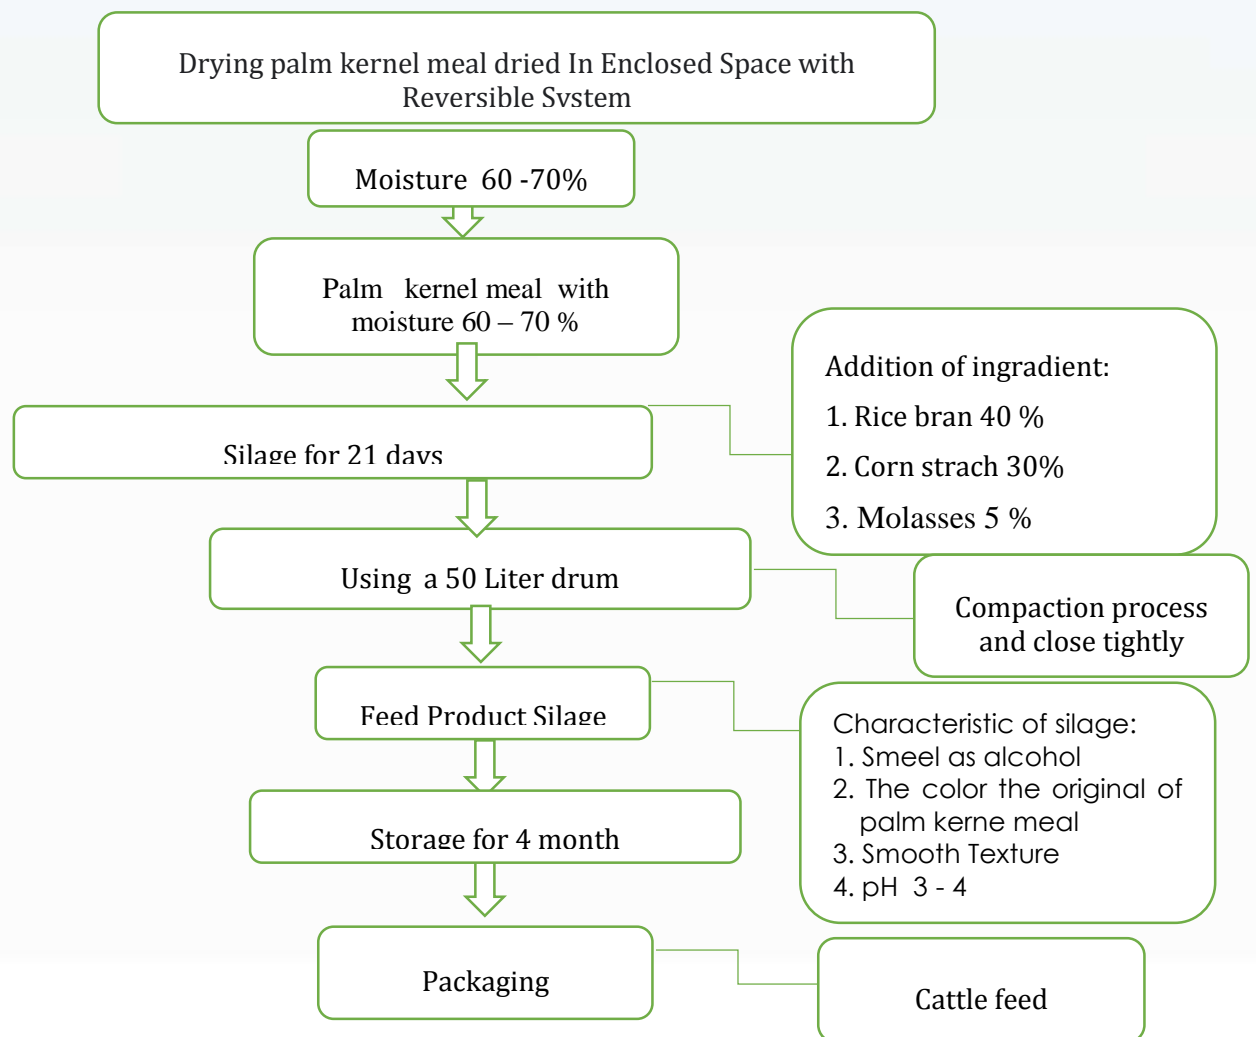 Drying palm kernel meal dried In Enclosed Space with
Reversible System
Moisture 60 -70%
Palm kernel meal with
moisture 60 – 70 %
Addition of ingradient:
1. Rice bran 40 %
2. Corn strach 30%
3. Molasses 5 %
Silage for 21 days
Using a 50 Liter drum
Compaction process
and close tightly
Feed Product Silage
Characteristic of silage:
1. Smeel as alcohol
2. The color the original of
palm kerne meal
3. Smooth Texture
4. pH 3 - 4
Storage for 4 month
Packaging
Cattle feed